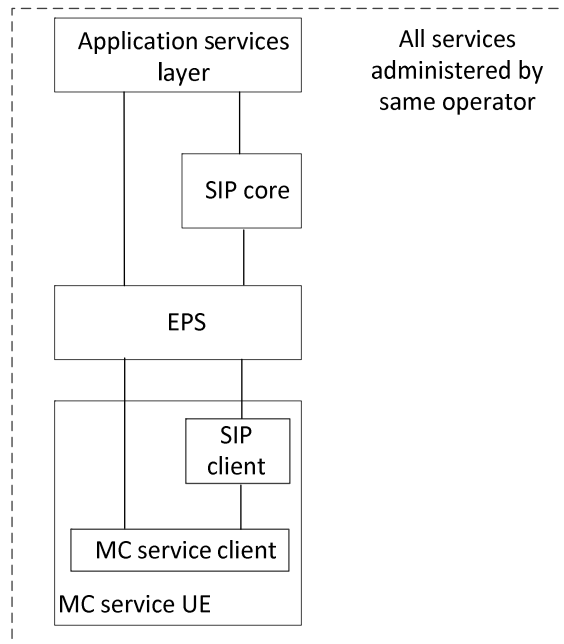 Application services
layer
All services
administered by
same operator
SIP core
EPS
SIP
client
MC service client
MC service UE